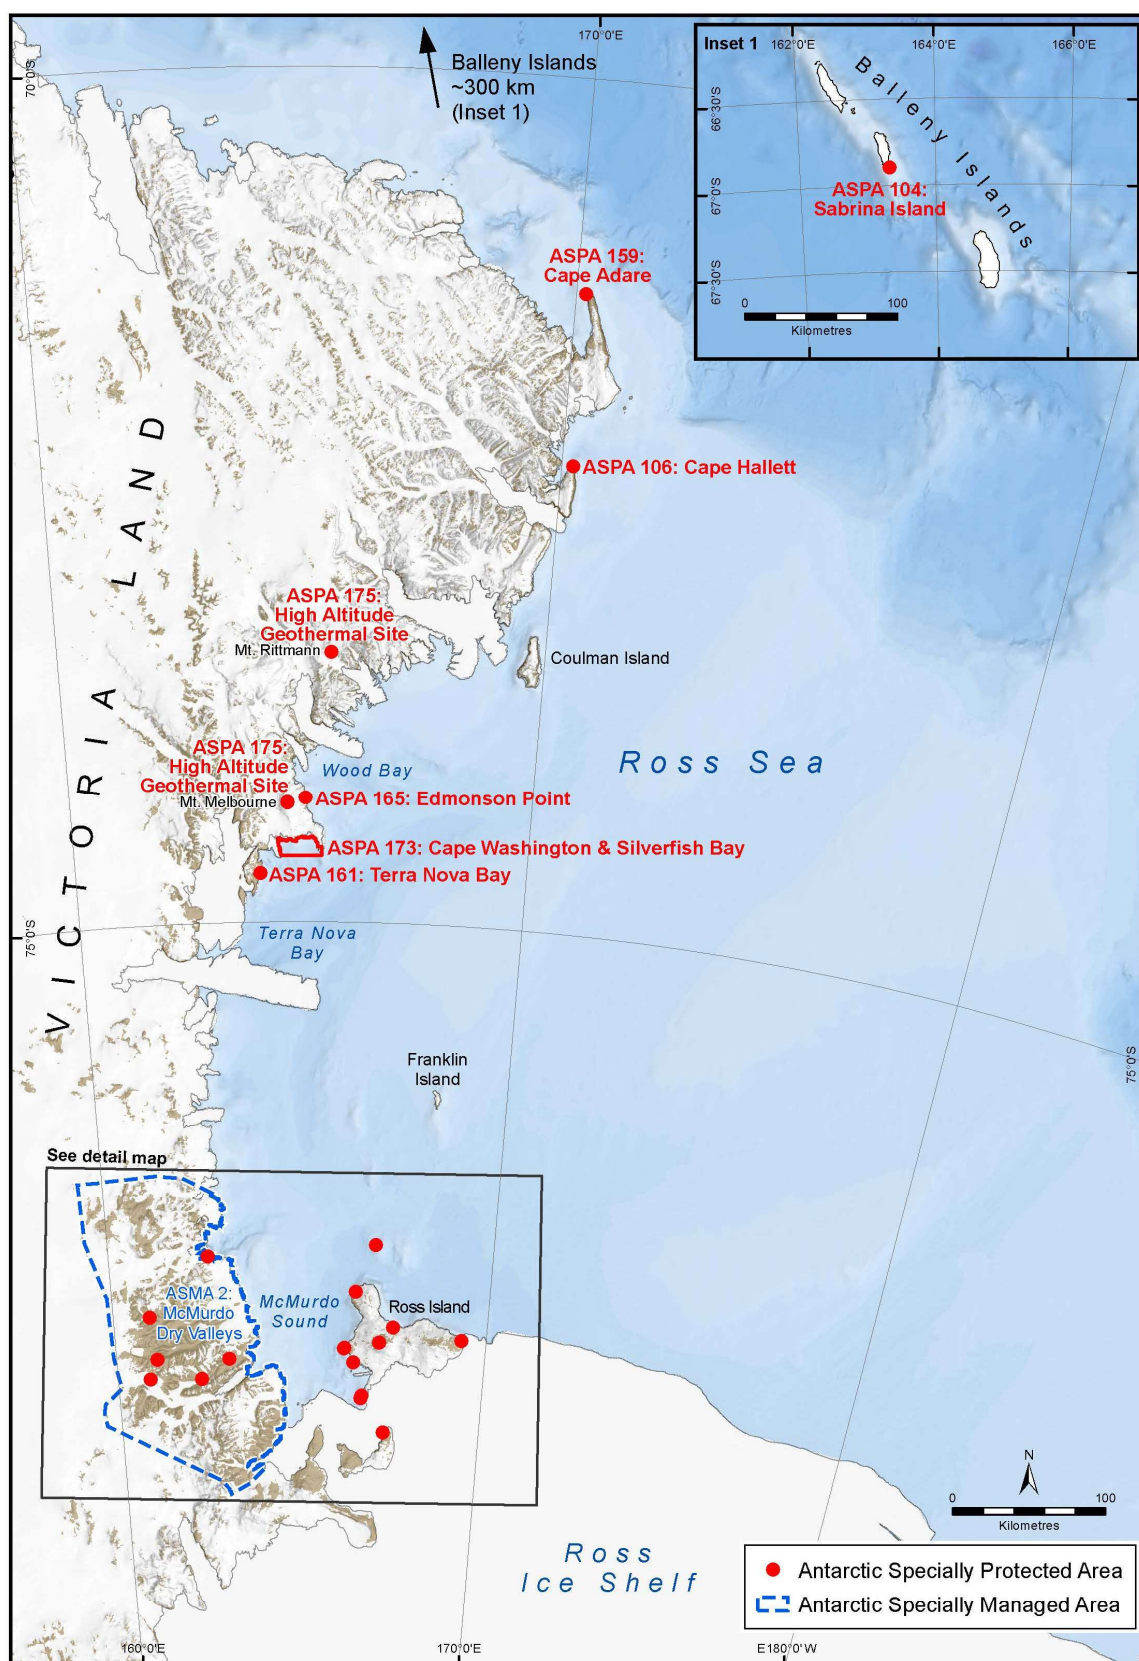 170°0'E
Balleny Islands
~300 km
(Inset 1)
70°0'S
Inset 1
162°0'E
164°0'E
166°0'E
66°30'S
67°0'S
67°30'S
Balleny Islands
ASPA 104:
Sabrina Island
0 100
Kilometres
ASPA 159:
Cape Adare
ASPA 106: Cape Hallett
VICTORIA LAND
ASPA 175:
High Altitude
Geothermal Site
Mt. Rittmann
Coulman Island
Ross Sea
ASPA 175:
High Altitude
Geothermal Site
Mt. Melbourne
Wood Bay
ASPA 165: Edmonson Point
ASPA 173: Cape Washington & Silverfish Bay
ASPA 161: Terra Nova Bay
75°0'S
Terra Nova
Bay
75°0'S
Franklin
Island
See detail map
ASMA 2:
McMurdo
Dry Valleys
McMurdo
Sound
Ross Island
N
0 100
Kilometres
Ross
Ice Shelf
Antarctic Specially Protected Area
Antarctic Specially Managed Area
160°0'E
170°0'E
E180°0'W